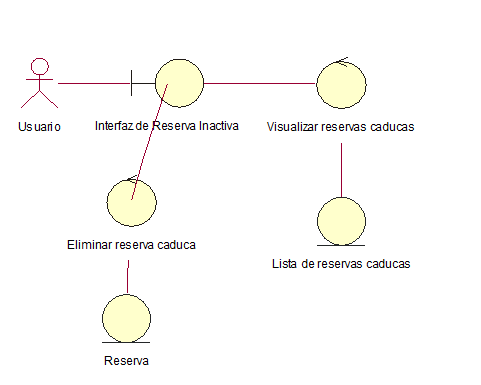 Usuario
Interfaz de Reserva Inactiva
Visualizar reservas caducas
Eliminar reserva caduca
Lista de reservas caducas
Reserva